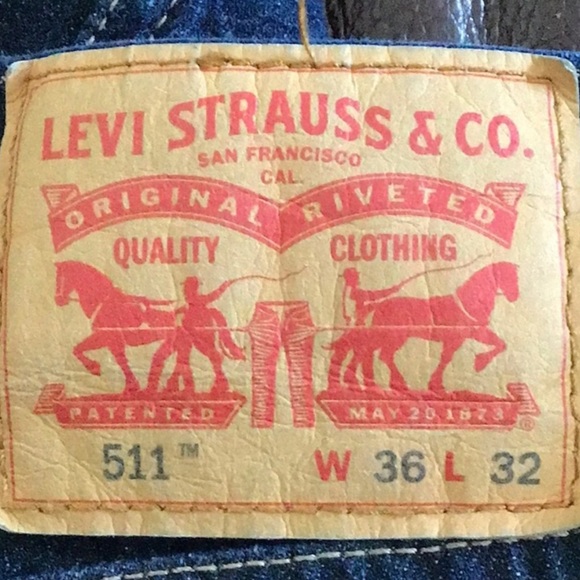 LEVI STRAUSS & CO.
SAN FRANCISCO
CAL.
ORIGINAL RIVETED
QUALITY CLOTHING
PATENTED MAY 20 1873 ®
511™ W 36 L 32